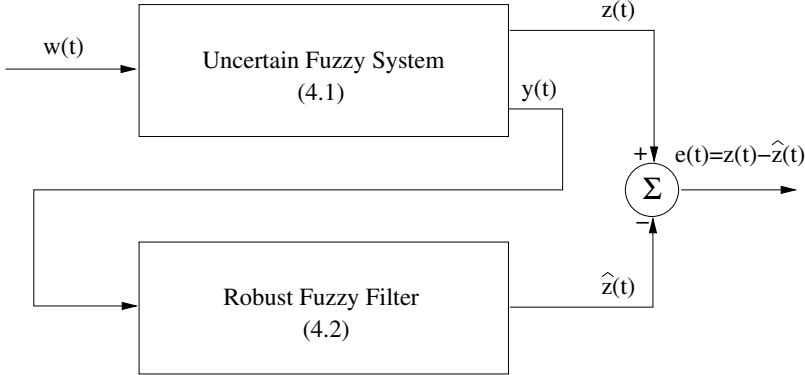 w(t)
Uncertain Fuzzy System
(4.1)
z(t)
y(t)
+
e(t)=z(t)−ẑ(t)
Σ
−
Robust Fuzzy Filter
(4.2)
ẑ(t)